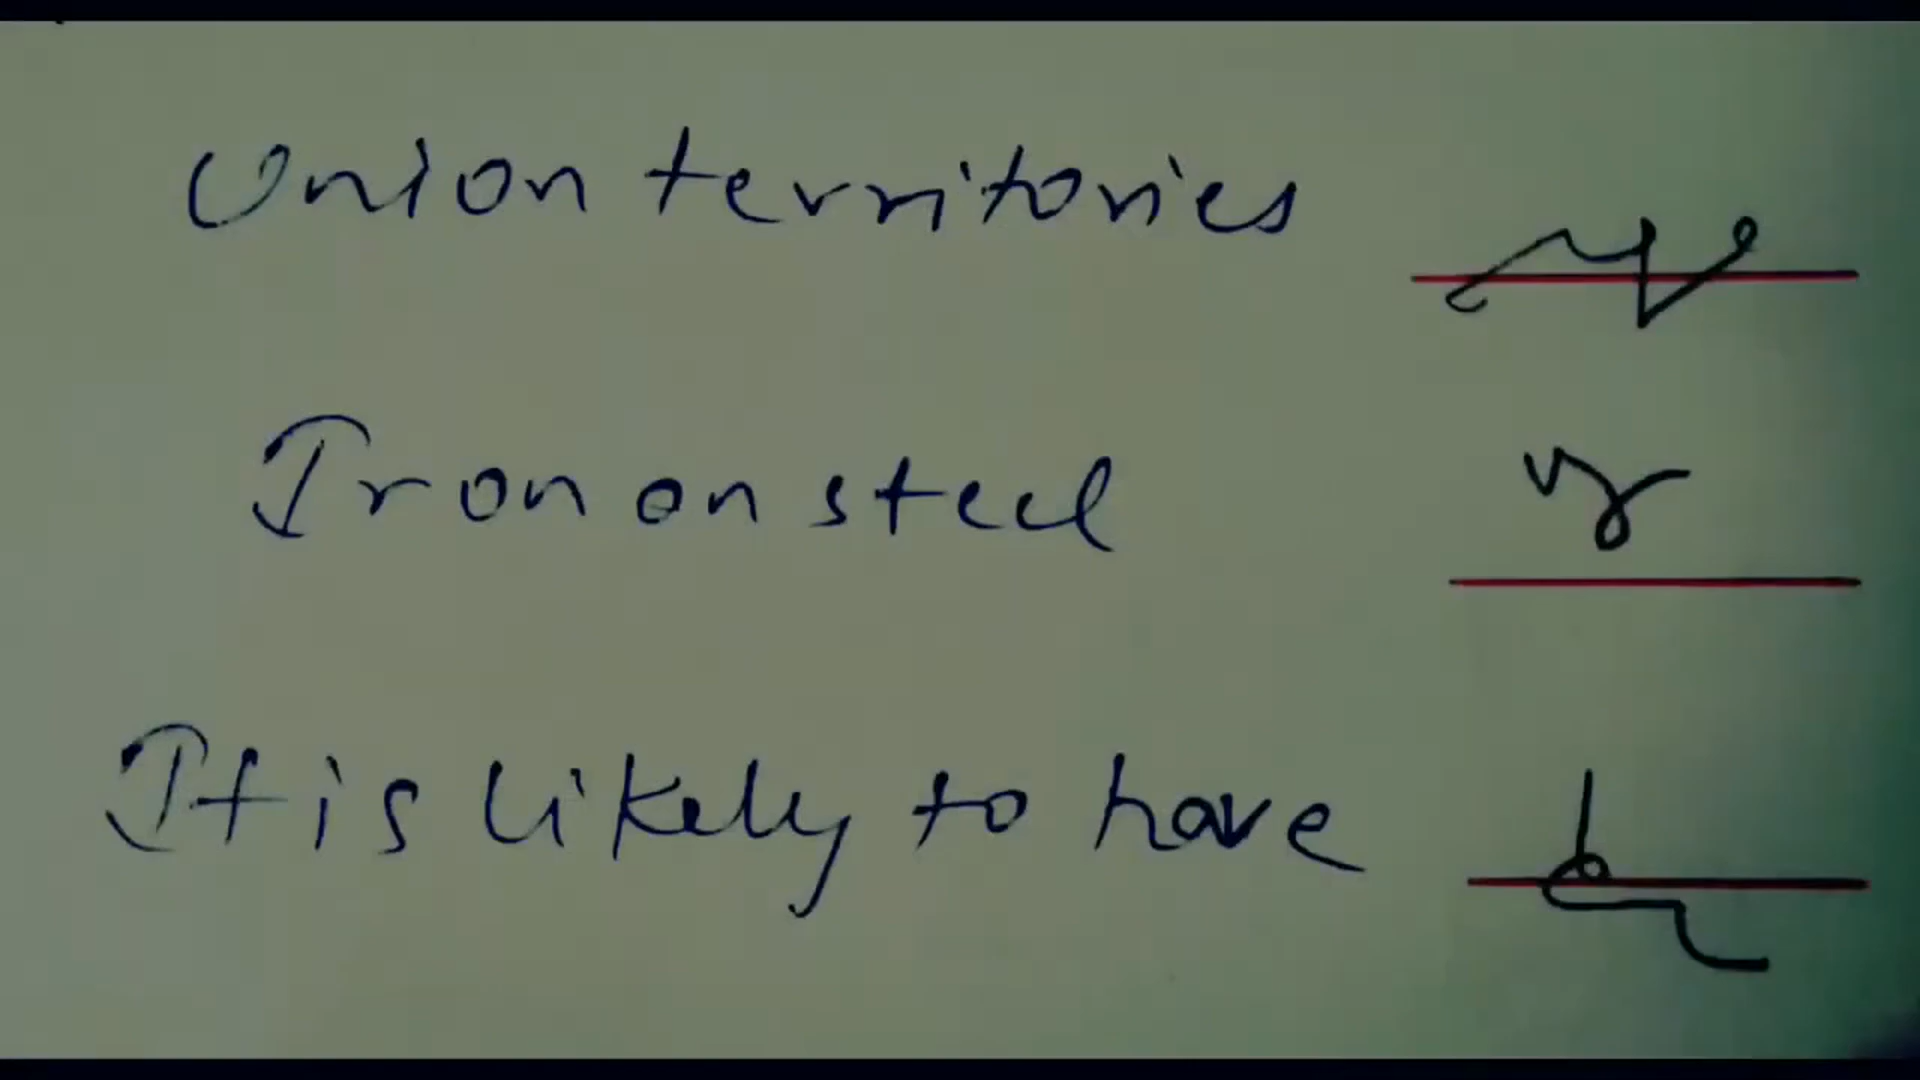 Union territories
Iron on steel
It is likely to have